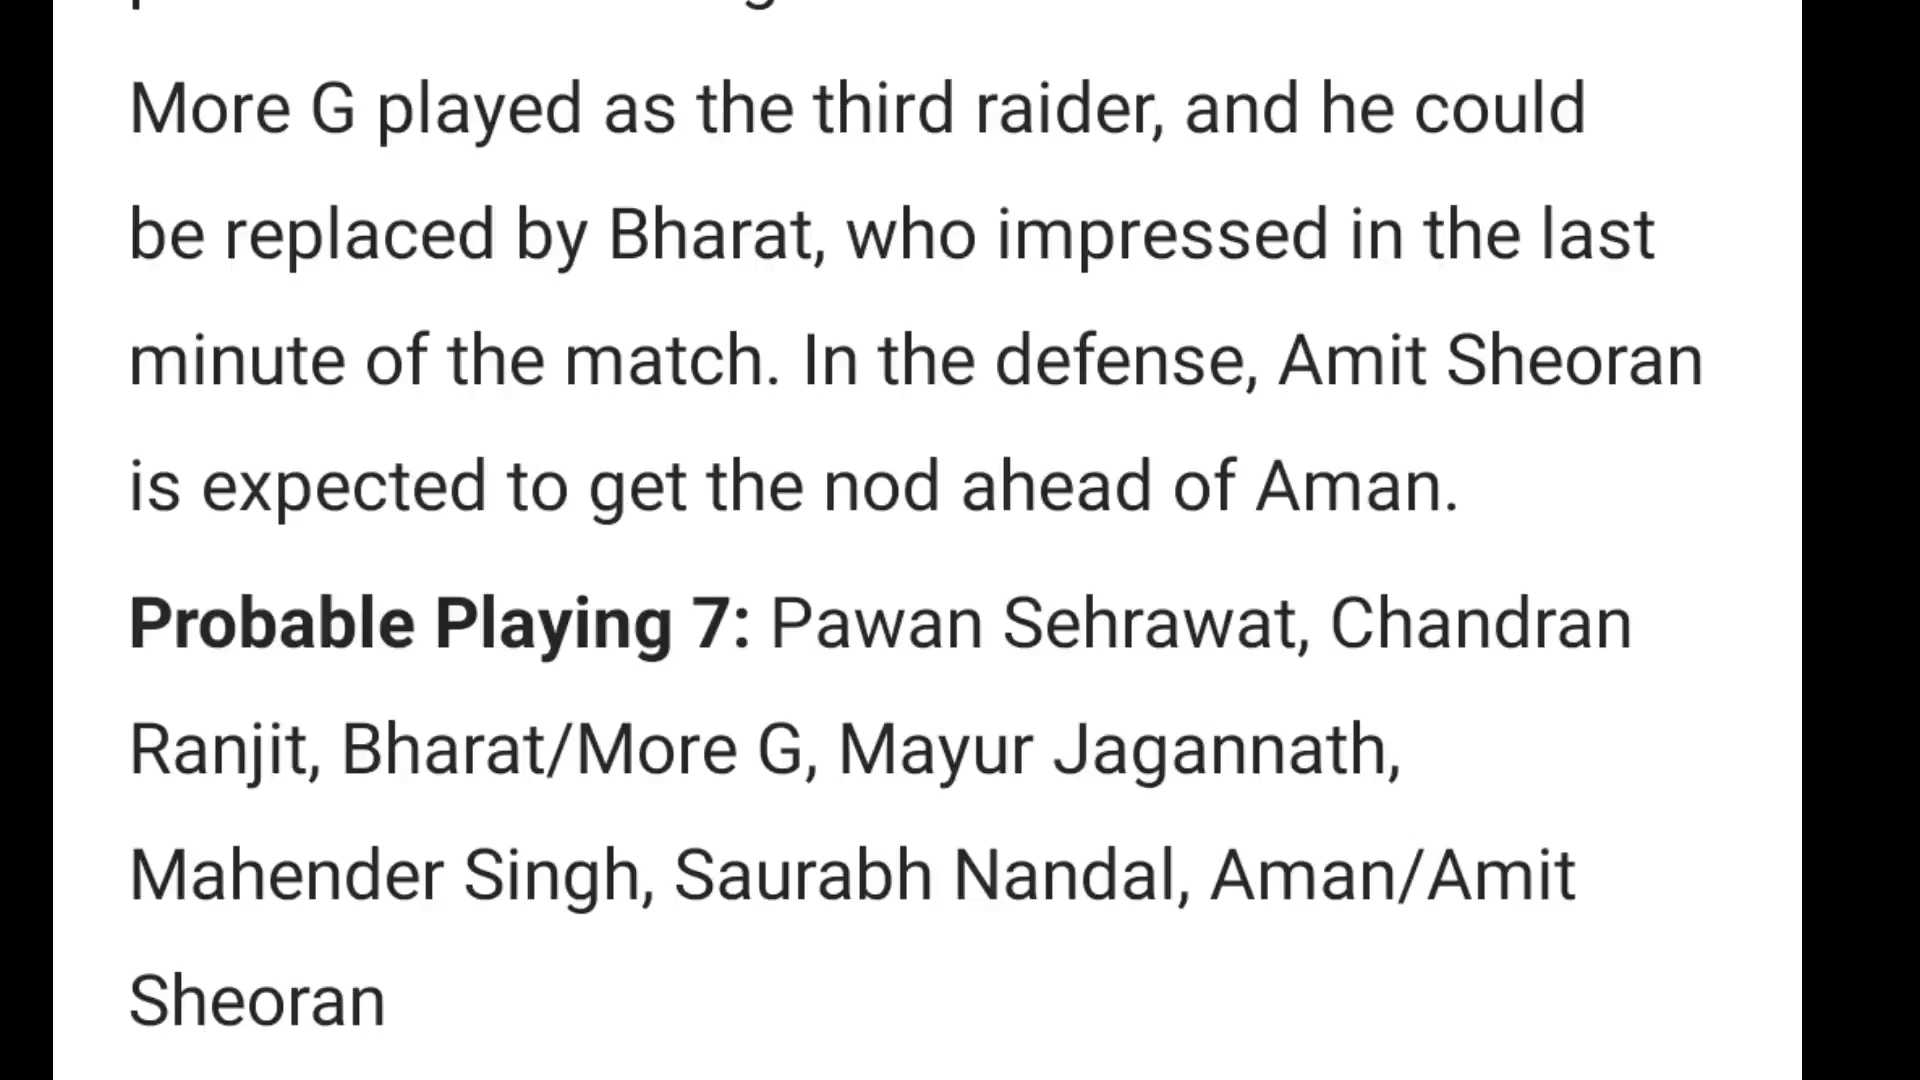 More G played as the third raider, and he could
be replaced by Bharat, who impressed in the last
minute of the match. In the defense, Amit Sheoran
is expected to get the nod ahead of Aman.
Probable Playing 7: Pawan Sehrawat, Chandran
Ranjit, Bharat/More G, Mayur Jagannath,
Mahender Singh, Saurabh Nandal, Aman/Amit
Sheoran